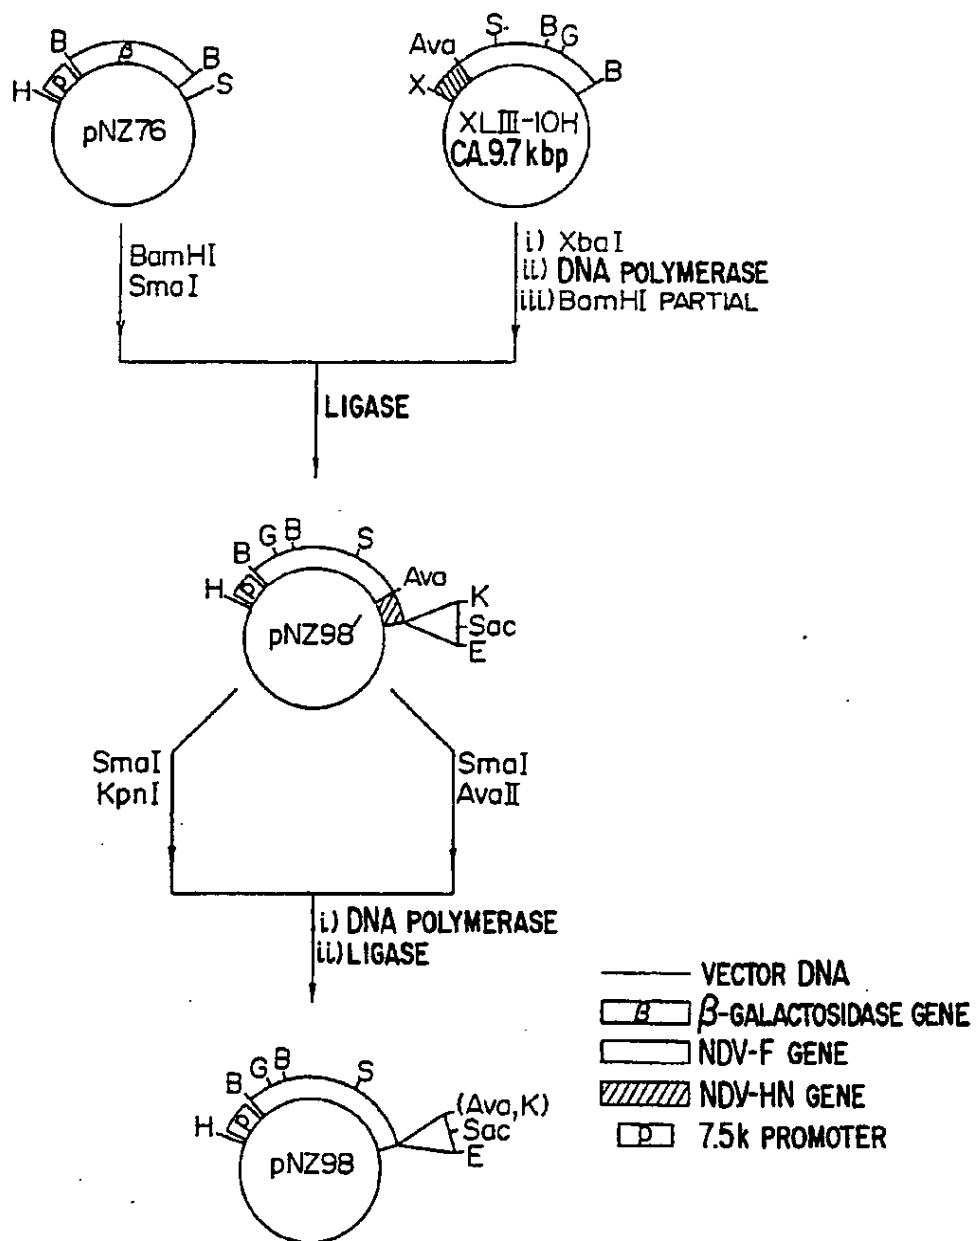 B β B
H p S
pNZ76
Ava S. B G B
X
XLIII-10H
CA.9.7 kbp
BamHI
SmaI
i) XbaI
ii) DNA POLYMERASE
iii) BamHI PARTIAL
LIGASE
B G B S
H p Ava
K
Sac
E
pNZ98'
SmaI
KpnI
SmaI
AvaII
i) DNA POLYMERASE
ii) LIGASE
B G B S
H p (Ava, K)
Sac
E
pNZ98
VECTOR DNA
β β-GALACTOSIDASE GENE
NDV-F GENE
NDV-HN GENE
p 7.5k PROMOTER